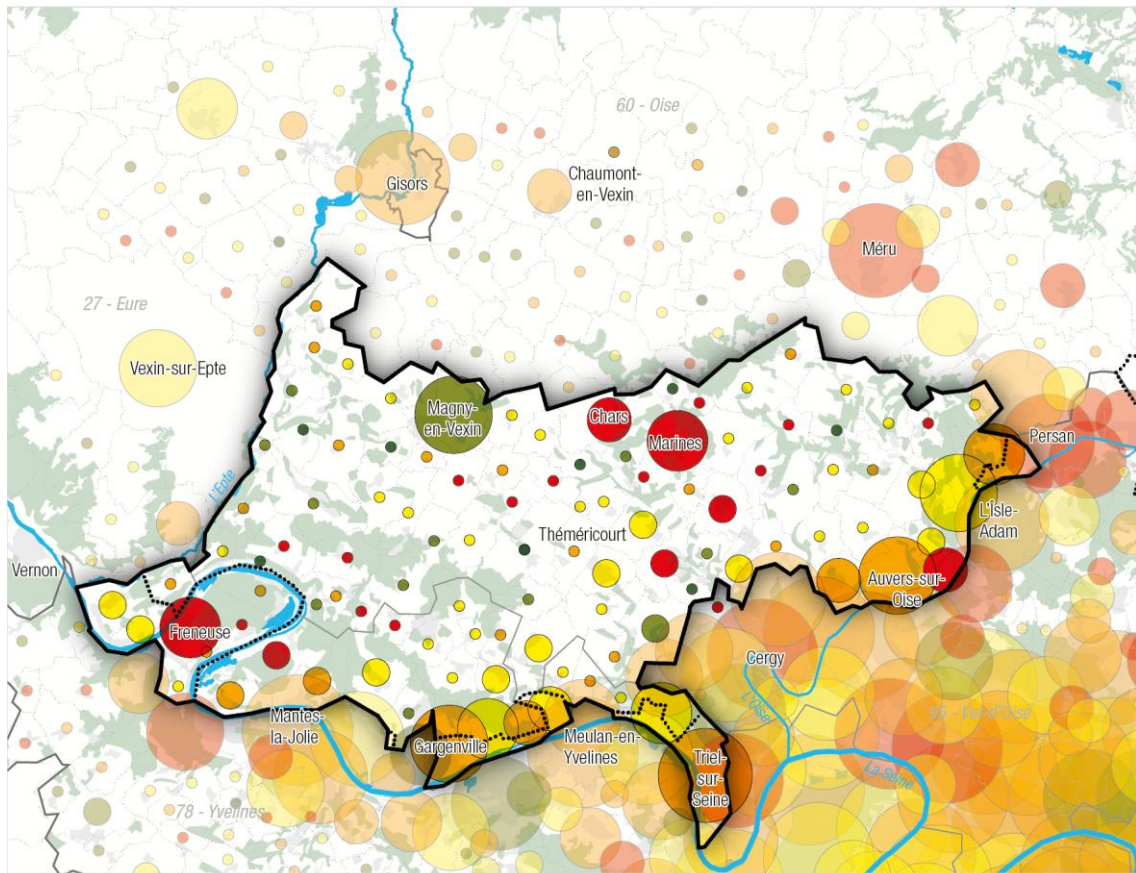 60 - Oise
Gisors
Chaumont-
en-Vexin
Méru
27 - Eure
Vexin-sur-Epte
Magny-
en-Vexin
Chars
Marines
Persan
L'Epte
L'Isle-
Adam
Théméricourt
Vernon
Auvers-sur-
Oise
Freneuse
Cergy
L'Oise
95 - Val-d'Oise
Mantes-
la-Jolie
Gargenville
Meulan-en-
Yvelines
Triel-
sur-
Seine
La Seine
78 - Yvelines